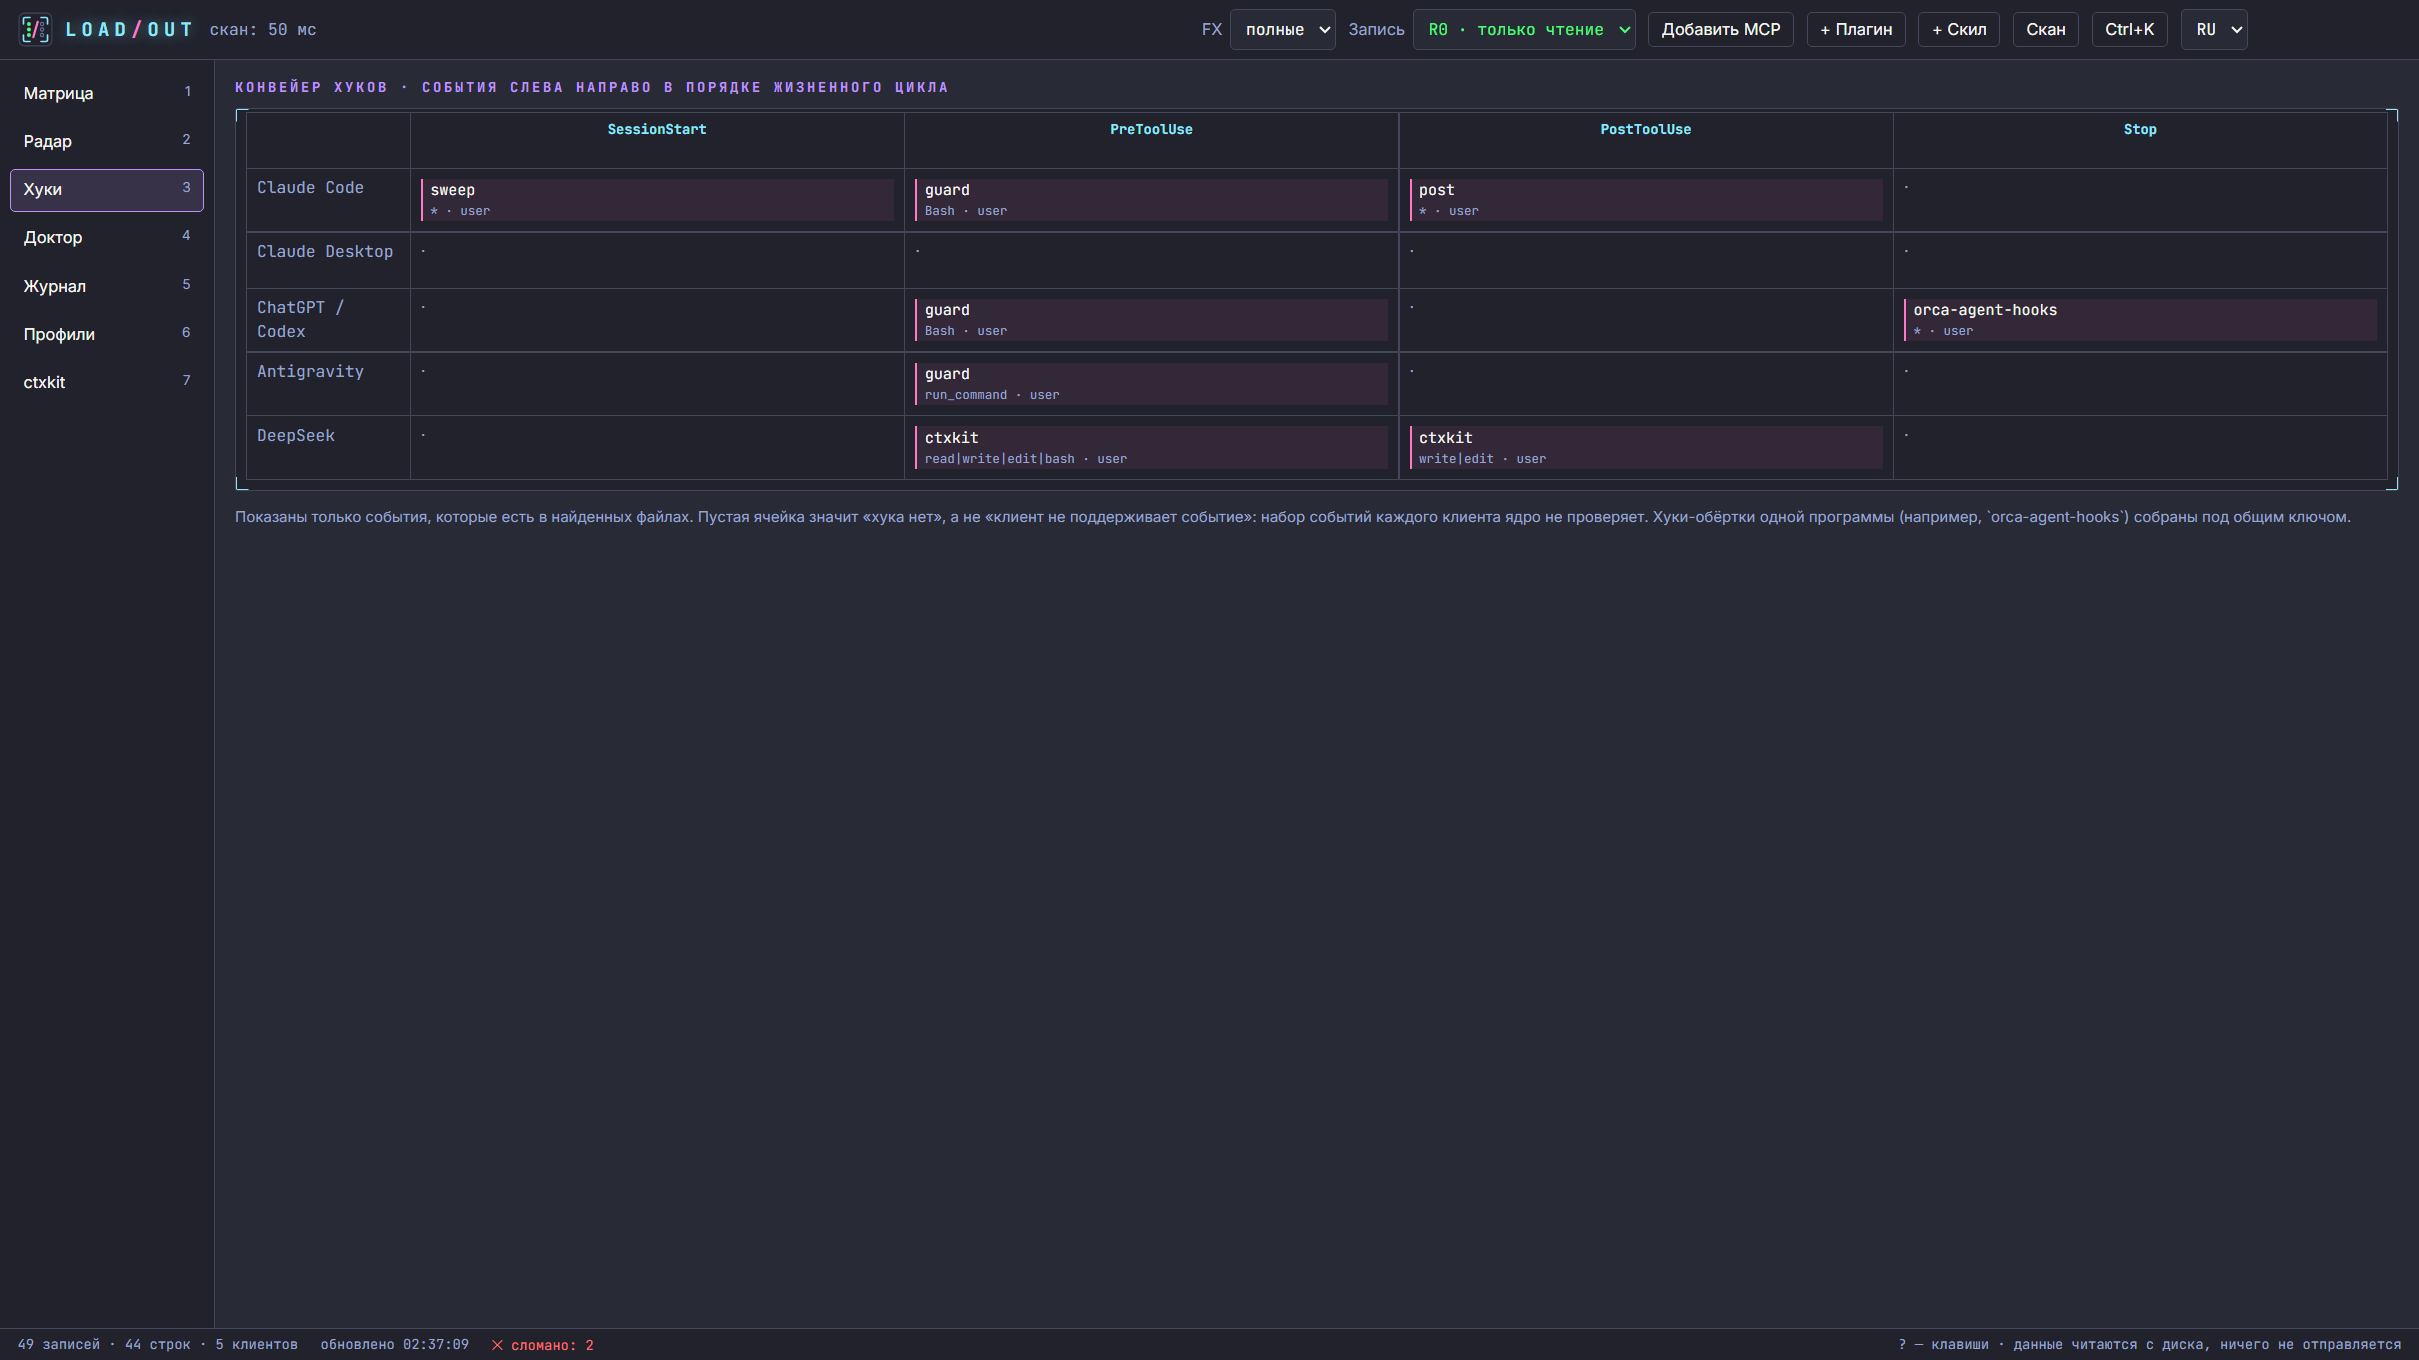 LOAD/OUT скан: 50 мс FX полные Запись R0 · только чтение Добавить MCP + Плагин + Скил Скан Ctrl+K RU
Матрица 1
Радар 2
Хуки 3
Доктор 4
Журнал 5
Профили 6
ctxkit 7
КОНВЕЙЕР ХУКОВ · СОБЫТИЯ СЛЕВА НАПРАВО В ПОРЯДКЕ ЖИЗНЕННОГО ЦИКЛА
SessionStart PreToolUse PostToolUse Stop
Claude Code
sweep
* · user
guard
Bash · user
post
* · user
·
Claude Desktop · · · ·
ChatGPT /
Codex
·
guard
Bash · user
·
orca-agent-hooks
* · user
Antigravity
·
guard
run_command · user
· ·
DeepSeek
·
ctxkit
read|write|edit|bash · user
ctxkit
write|edit · user
·
Показаны только события, которые есть в найденных файлах. Пустая ячейка значит «хука нет», а не «клиент не поддерживает событие»: набор событий каждого клиента ядро не проверяет. Хуки-обёртки одной программы (например, `orca-agent-hooks`) собраны под общим ключом.
49 записей · 44 строк · 5 клиентов обновлено 02:37:09 × сломано: 2 ? — клавиши · данные читаются с диска, ничего не отправляется